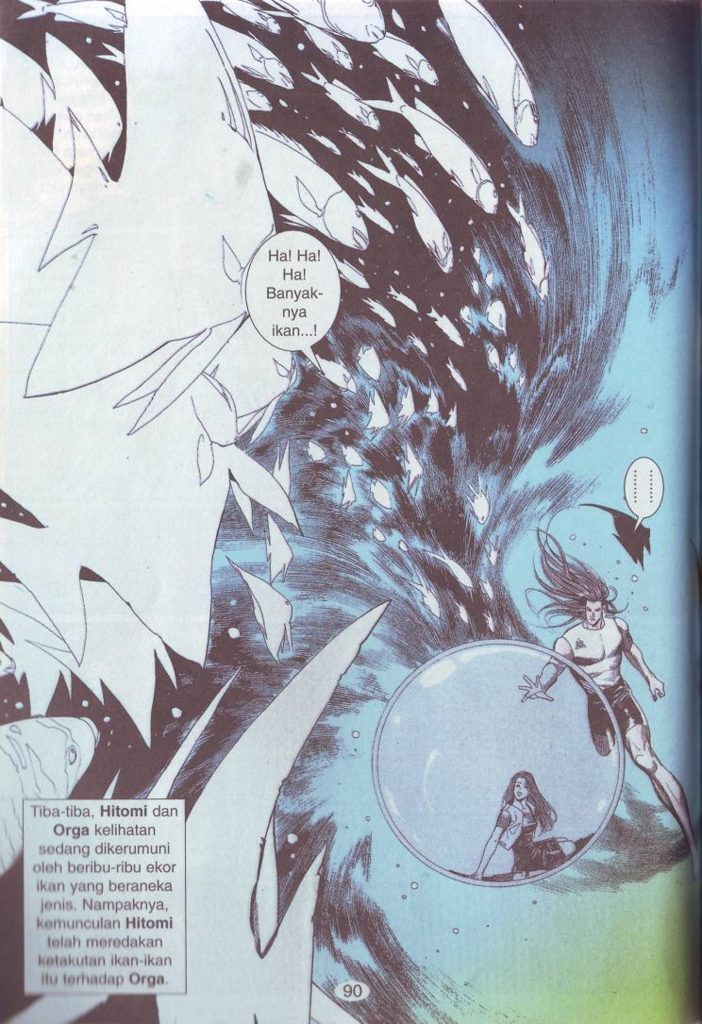 Ha! Ha!
Ha!
Banyak-
nya
ikan...!
Tiba-tiba, Hitomi dan
Orga kelihatan
sedang dikerumuni
oleh beribu-ribu ekor
ikan yang beraneka
jenis. Nampaknya,
kemunculan Hitomi
telah meredakan
ketakutan ikan-ikan
itu terhadap Orga.
90